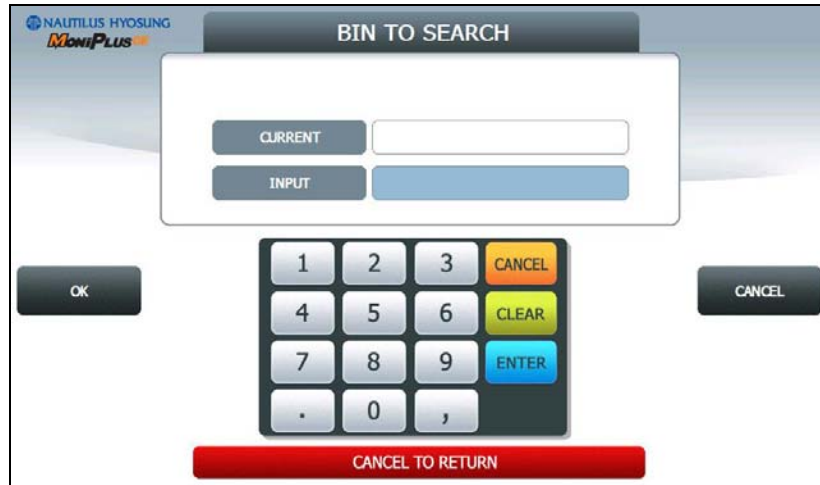 NAUTILUS HYOSUNG
MoniPlus
BIN TO SEARCH
CURRENT
INPUT
1 2 3 CANCEL
OK
CANCEL
4 5 6 CLEAR
7 8 9 ENTER
. 0 ,
CANCEL TO RETURN